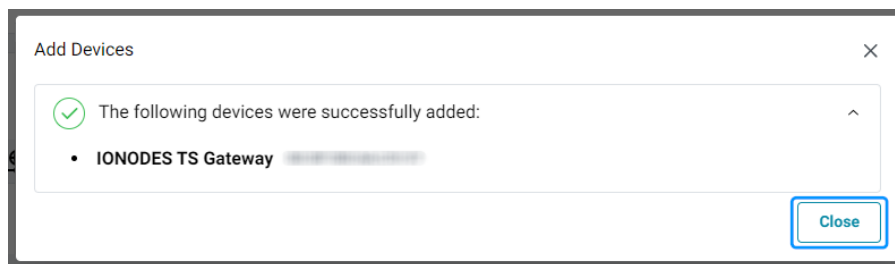 Add Devices
The following devices were successfully added:
• IONODES TS Gateway
Close